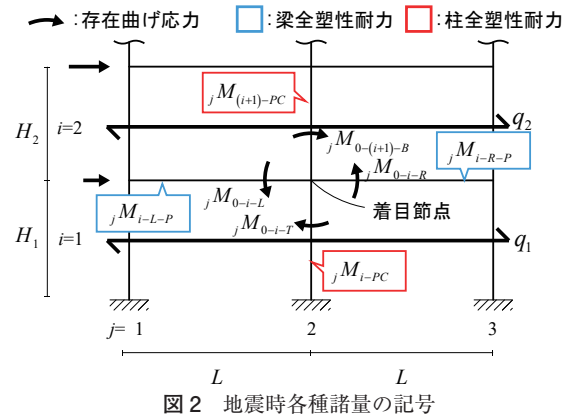 :存在曲げ応力 :梁全塑性耐力 :柱全塑性耐力
jM(i+1)-PC
H2 i=2 q2
jM0-(i+1)-B
jMi-R-P
jM0-i-R
jMi-L-P
jM0-i-L
着目節点
jM0-i-T
H1 i=1 q1
jMi-PC
j= 1 2 3
L L
図2 地震時各種諸量の記号